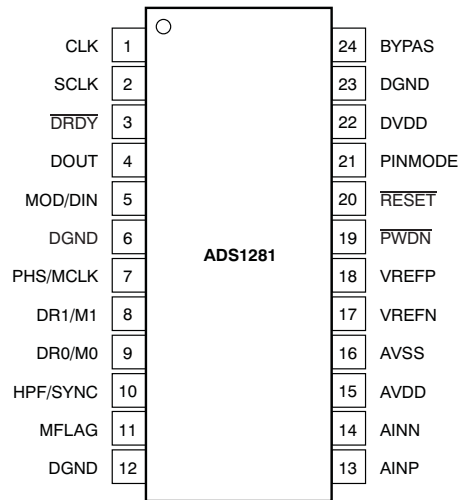 CLK 1 24 BYPAS
SCLK 2 23 DGND
DRDY 3 22 DVDD
DOUT 4 21 PINMODE
MOD/DIN 5 20 RESET
DGND 6 19 PWDN
ADS1281
PHS/MCLK 7 18 VREFP
DR1/M1 8 17 VREFN
DR0/M0 9 16 AVSS
HPF/SYNC 10 15 AVDD
MFLAG 11 14 AINN
DGND 12 13 AINP